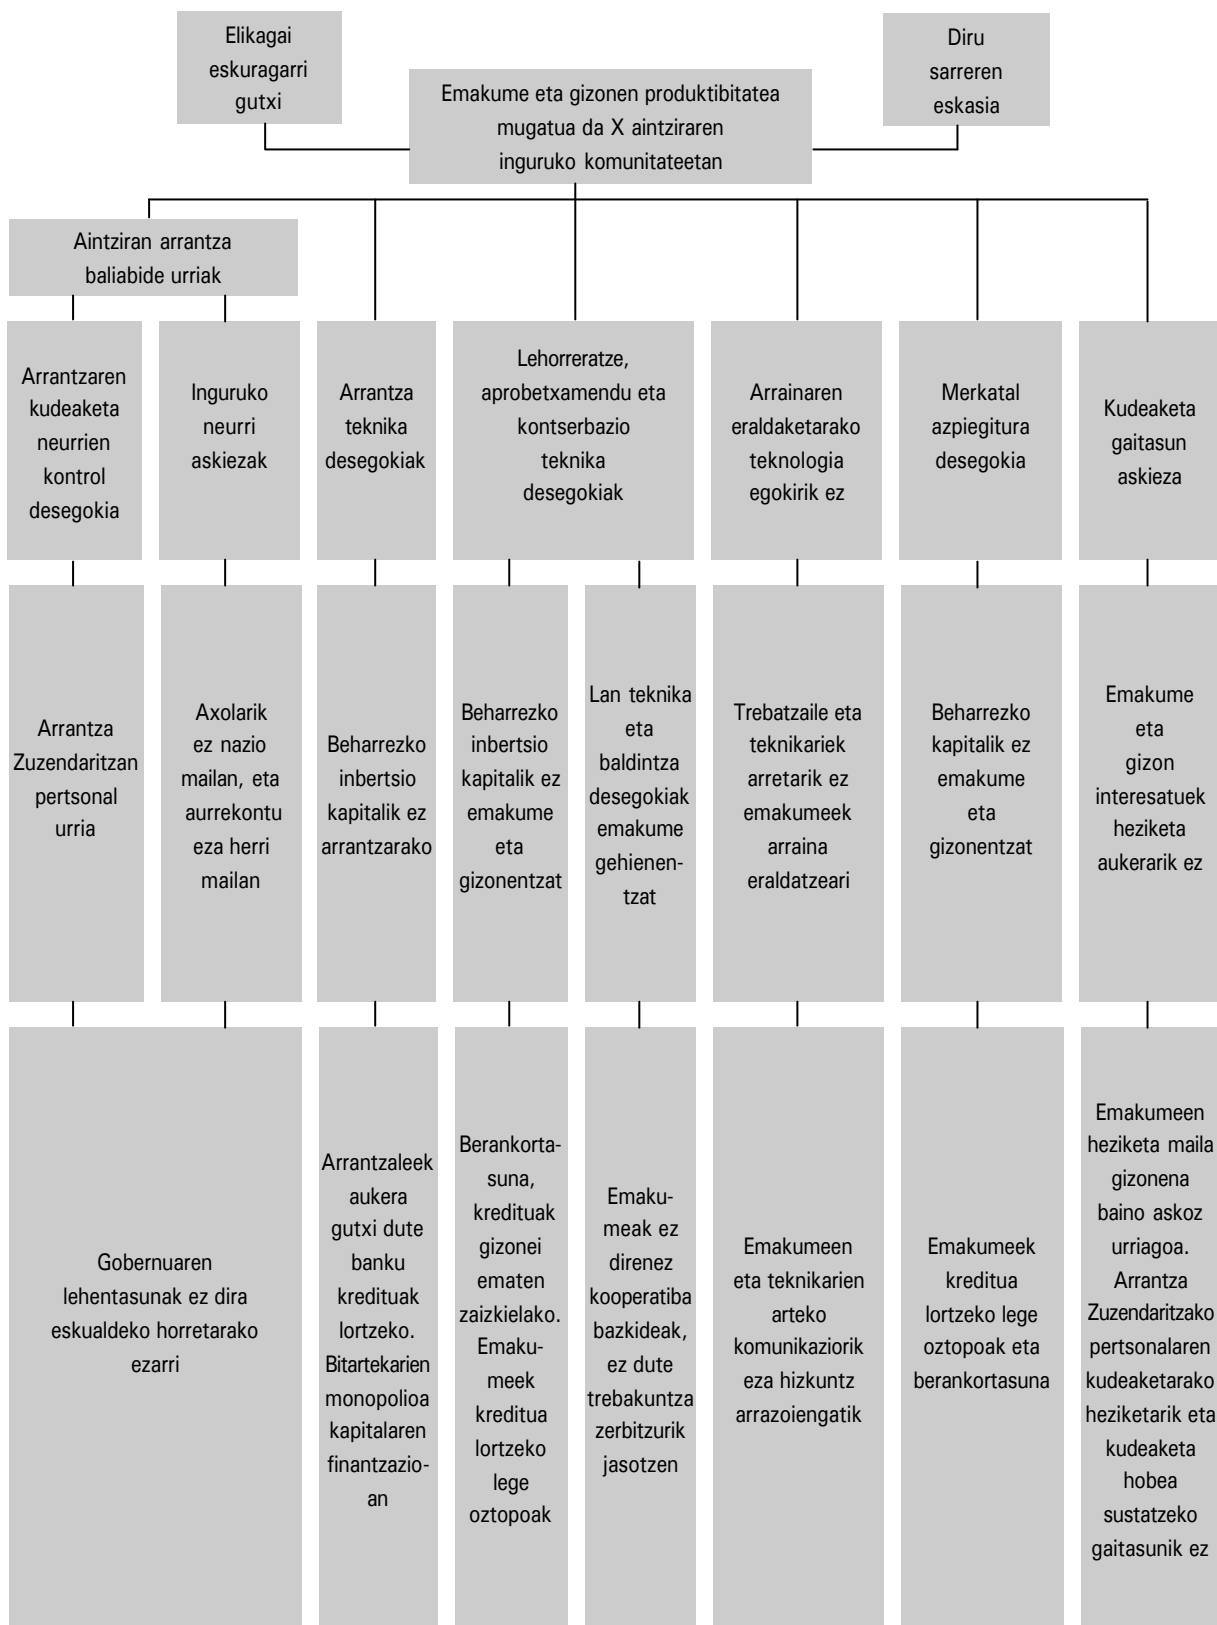 Elikagai
eskuragarri
gutxi
Diru
sarreren
eskasia
Emakume eta gizonen produktibitatea
mugatua da X aintziraren
inguruko komunitateetan
Aintziran arrantza
baliabide urriak
Arrantzaren
kudeaketa
neurrien
kontrol
desegokia
Inguruko
neurri
askiezak
Arrantza
teknika
desegokiak
Lehorreratze,
aprobetxamendu eta
kontserbazio
teknika
desegokiak
Arrainaren
eraldaketarako
teknologia
egokirik ez
Merkatal
azpiegitura
desegokia
Kudeaketa
gaitasun
askieza
Arrantza
Zuzendaritzan
pertsonal
urria
Axolarik
ez nazio
mailan, eta
aurrekontu
eza herri
mailan
Beharrezko
inbertsio
kapitalik ez
arrantzarako
Beharrezko
inbertsio
kapitalik ez
emakume
eta
gizonentzat
Lan teknika
eta
baldintza
desegokiak
emakume
gehienen-
tzat
Trebatzaile eta
teknikariek
arretarik ez
emakumeek
arraina
eraldatzeari
Beharrezko
kapitalik ez
emakume
eta
gizonentzat
Emakume
eta
gizon
interesatuek
heziketa
aukerarik ez
Gobernuaren
lehentasunak ez dira
eskualdeko horretarako
ezarri
Arrantzaleek
aukera
gutxi dute
banku
kredituak
lortzeko.
Bitartekarien
monopolioa
kapitalaren
finantzazio-
an
Berankorta-
suna,
kredituak
gizonei
ematen
zaizkielako.
Emaku-
meek
kreditua
lortzeko
lege
oztopoak
Emaku-
meak ez
direnez
kooperatiba
bazkideak,
ez dute
trebakuntza
zerbitzurik
jasotzen
Emakumeen
eta teknikarien
arteko
komunikaziorik
eza hizkuntz
arrazoiengatik
Emakumeek
kreditua
lortzeko lege
oztopoak eta
berankortasuna
Emakumeen
heziketa maila
gizonena
baino askoz
urriagoa.
Arrantza
Zuzendaritzako
pertsonalaren
kudeaketarako
heziketarik eta
kudeaketa
hobea
sustatzeko
gaitasunik ez